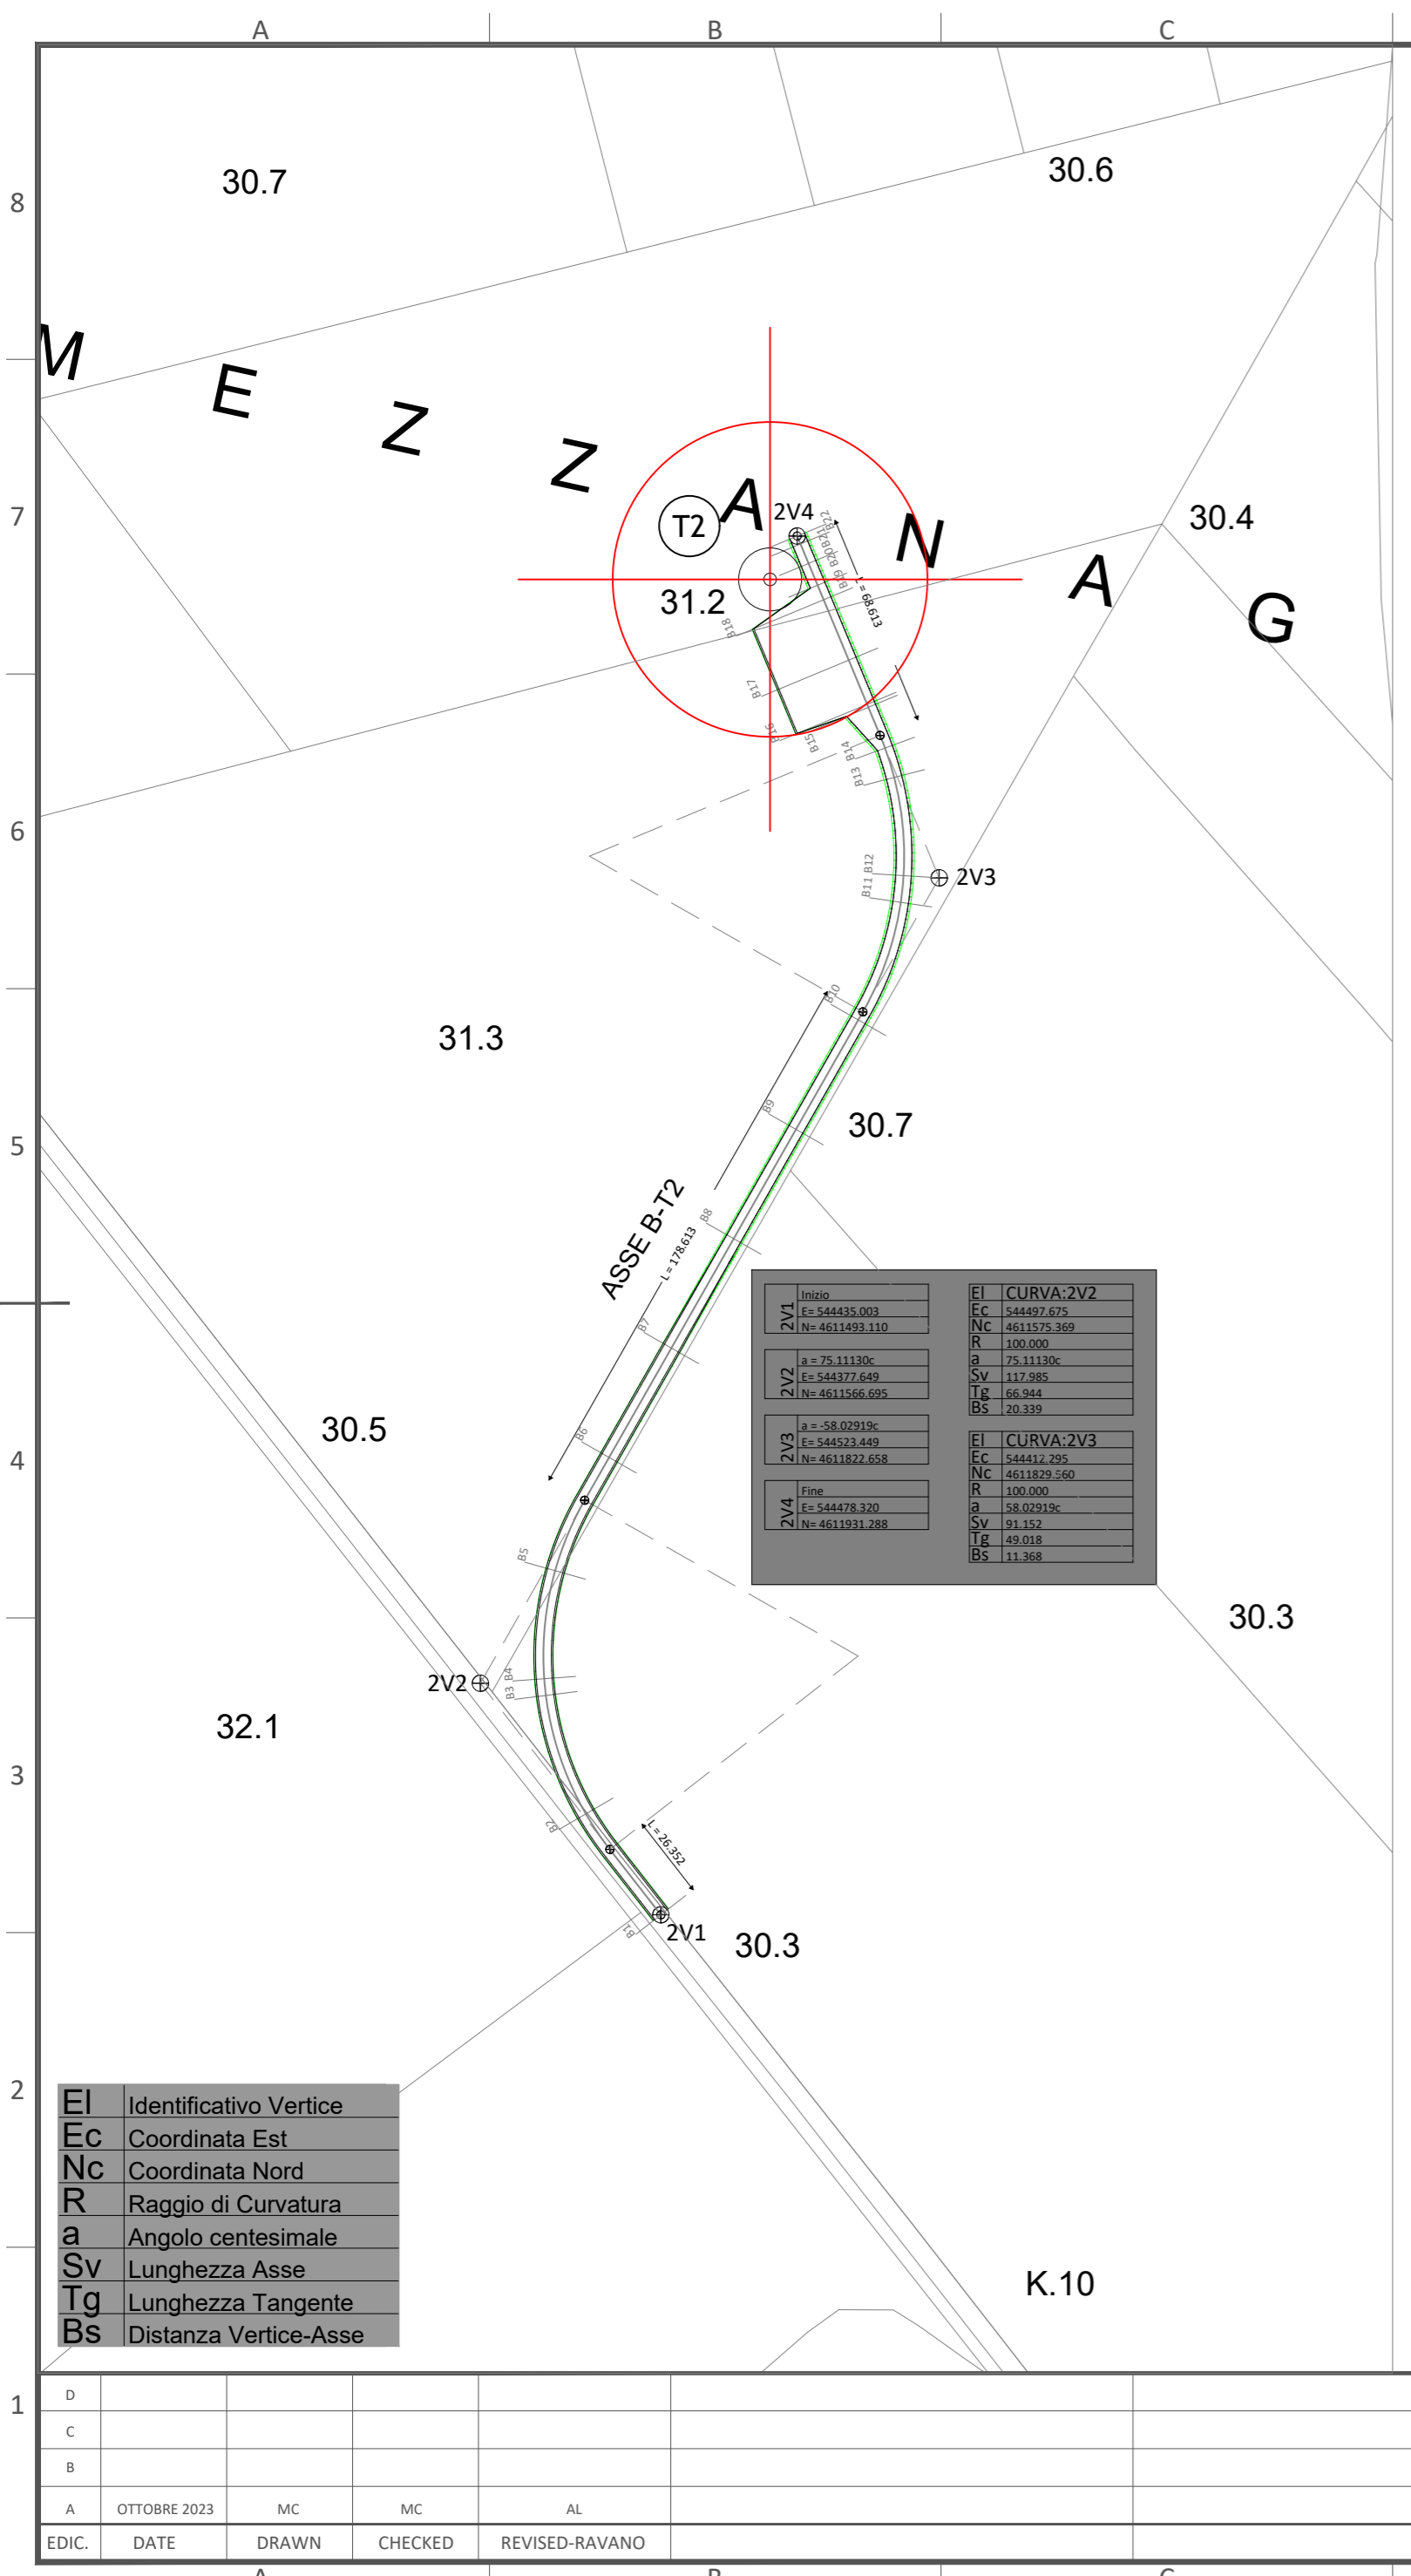 A B C
8
30.7
30.6
M E Z Z A N A G
7
T2
2V4
30.4
31.2
B22
B21
B20
B19
L = 68.613
B18
B17
B16
B15
B14
B13
6
B11 B12
2V3
B10
31.3
B9
30.7
5
B8
ASSE B-T2
L = 178.613
B7
2V1
Inizio
E= 544435.003
N= 4611493.110
2V2
a = 75.11130c
E= 544377.649
N= 4611566.695
2V3
a = -58.02919c
E= 544523.449
N= 4611822.658
2V4
Fine
E= 544478.320
N= 4611931.288
EI CURVA:2V2
Ec 544497.675
Nc 4611575.369
R 100.000
a 75.11130c
Sv 117.985
Tg 66.944
Bs 20.339
EI CURVA:2V3
Ec 544412.295
Nc 4611829.560
R 100.000
a 58.02919c
Sv 91.152
Tg 49.018
Bs 11.368
30.5
B6
4
B5
30.3
2V2
B3 B4
32.1
3
B2
L = 26.352
B1
2V1
30.3
2
EI Identificativo Vertice
Ec Coordinata Est
Nc Coordinata Nord
R Raggio di Curvatura
a Angolo centesimale
Sv Lunghezza Asse
Tg Lunghezza Tangente
Bs Distanza Vertice-Asse
K.10
1
D
C
B
A OTTOBRE 2023 MC MC AL
EDIC. DATE DRAWN CHECKED REVISED-RAVANO